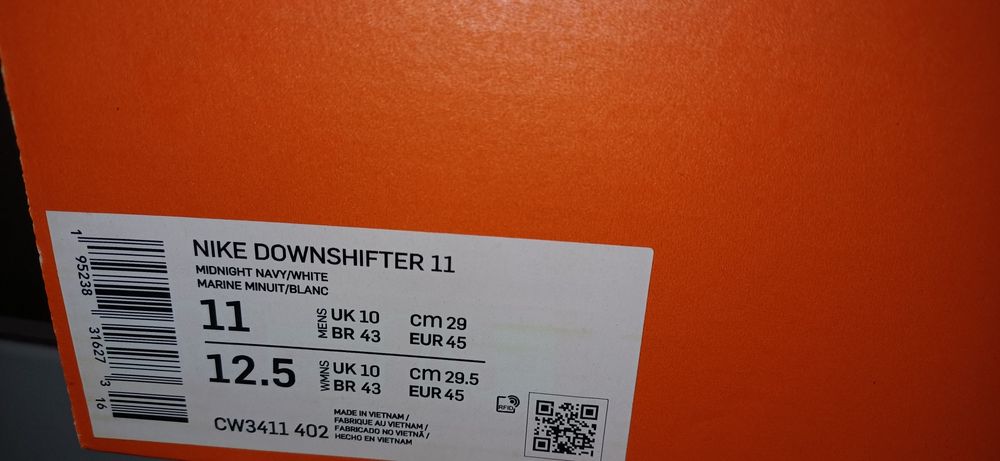 NIKE DOWNSHIFTER 11
MIDNIGHT NAVY/WHITE
MARINE MINUIT/BLANC
11 MENS UK 10 cm 29
BR 43 EUR 45
12.5 WMNS UK 10 cm 29.5
BR 43 EUR 45
CW3411 402
MADE IN VIETNAM /
FABRIQUE AU VIETNAM /
FABRICADO NO VIETNÃ /
HECHO EN VIETNAM
RFID
1 95238 31627 3 16